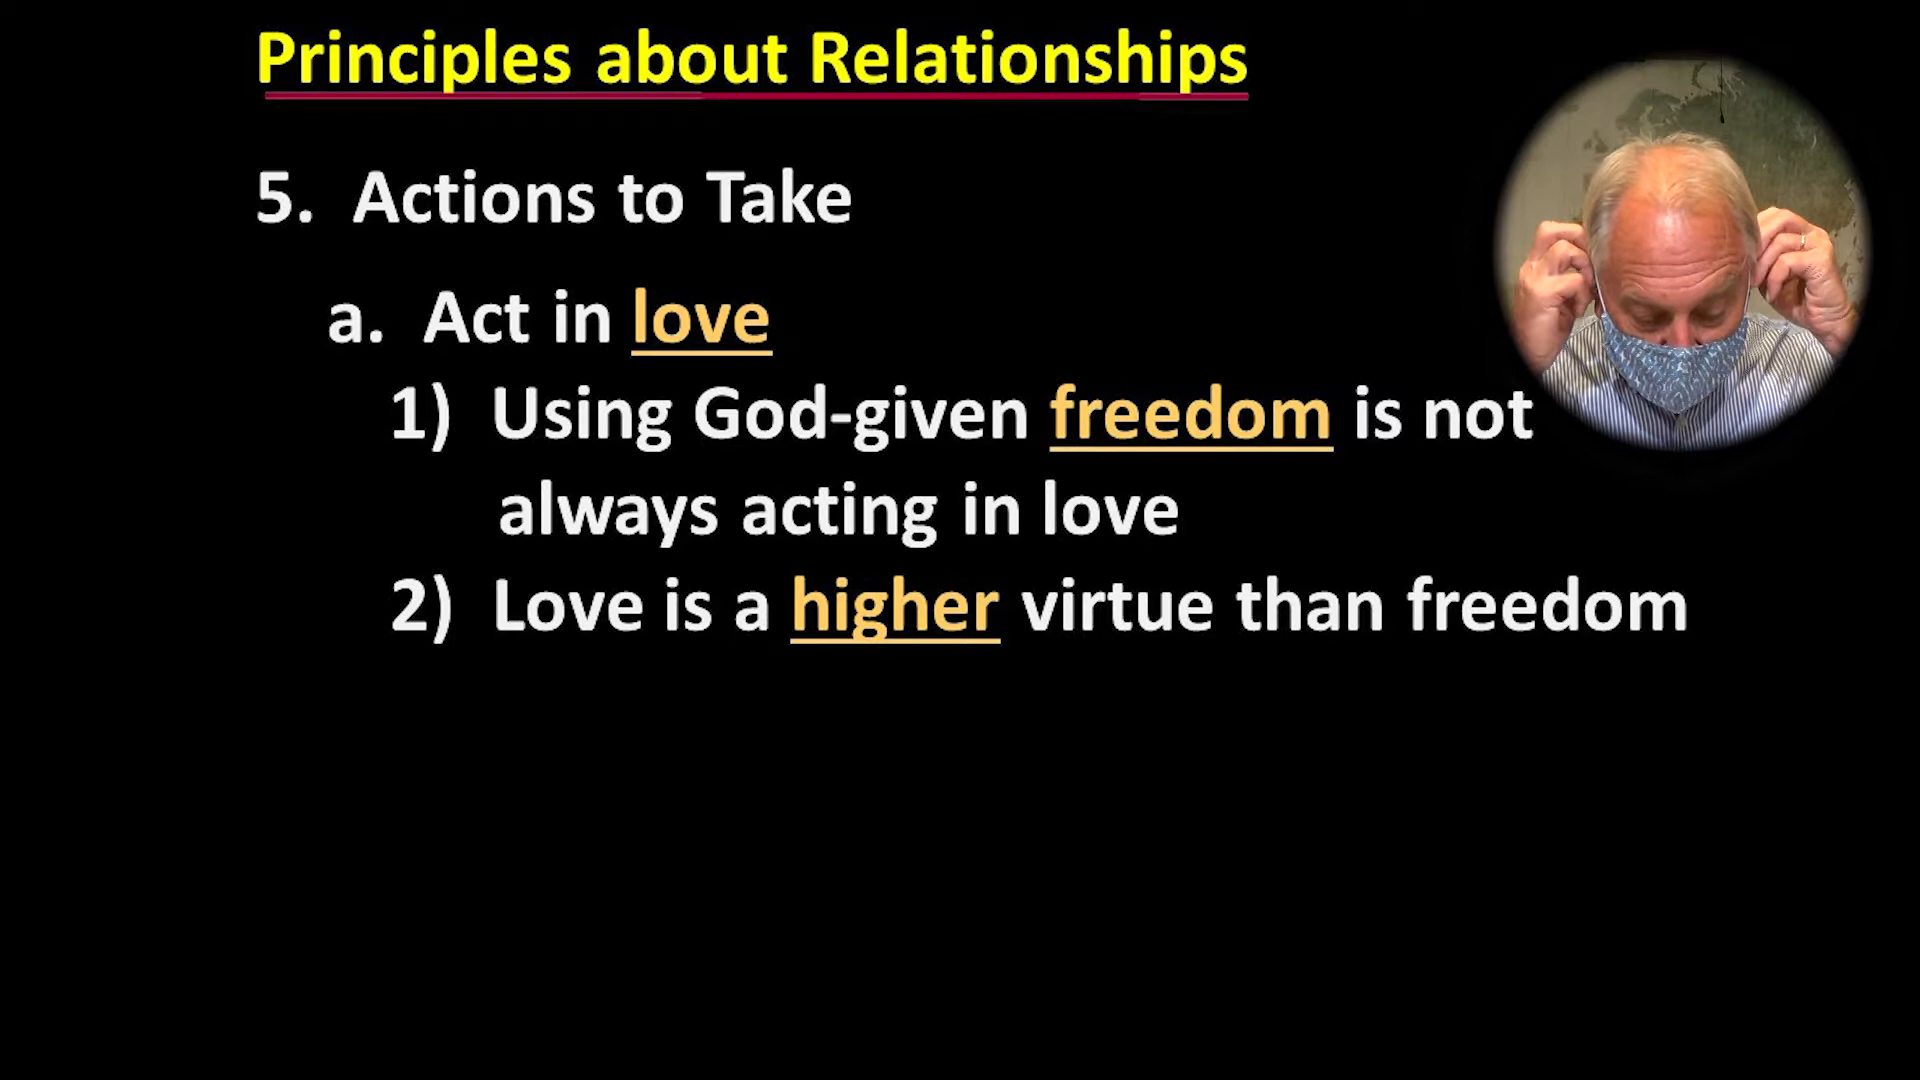 Principles about Relationships
5. Actions to Take
a. Act in love
1) Using God-given freedom is not
always acting in love
2) Love is a higher virtue than freedom